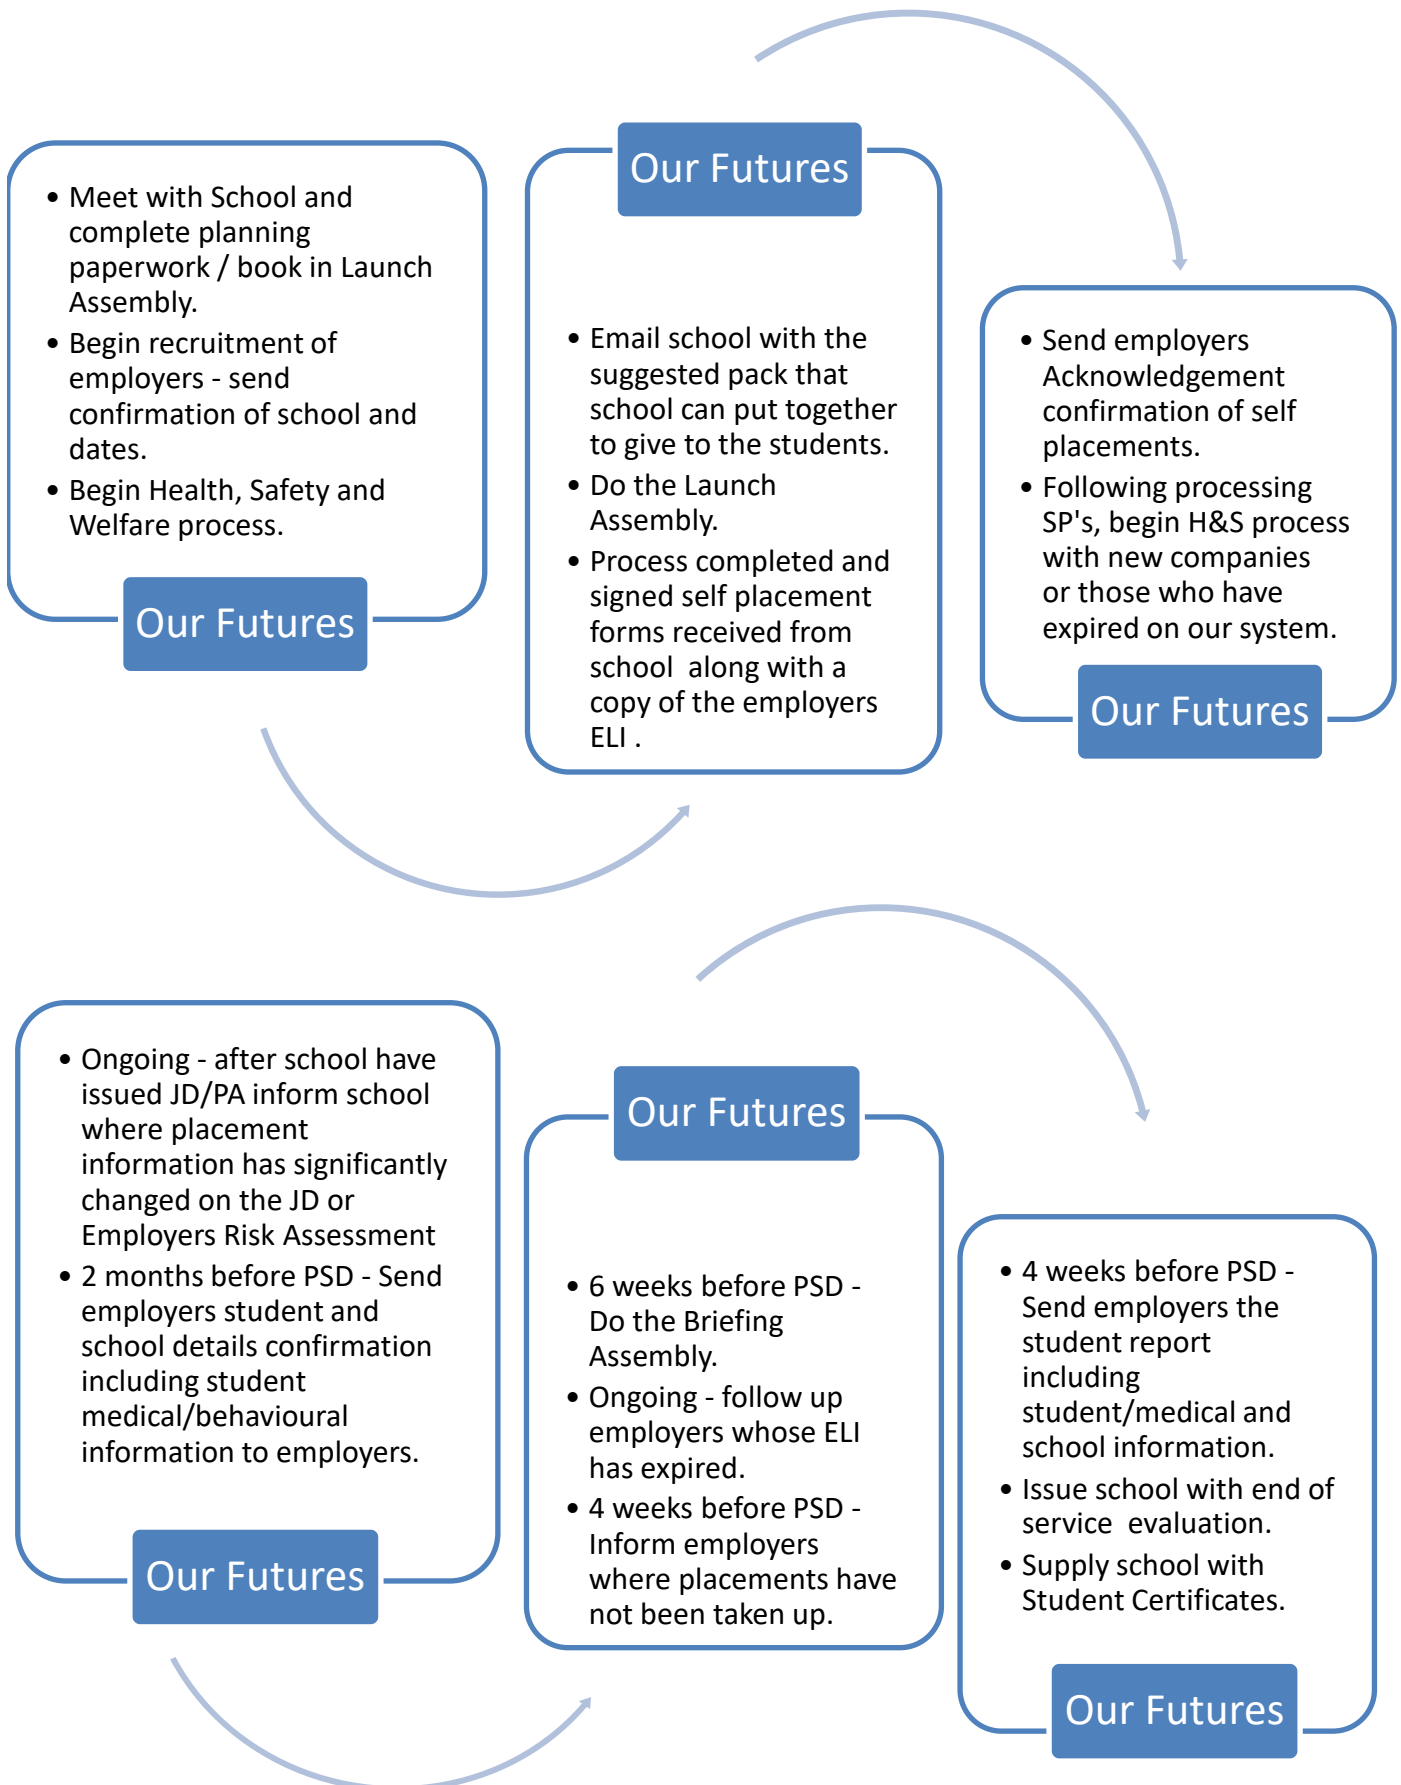 • Meet with School and
complete planning
paperwork / book in Launch
Assembly.
• Begin recruitment of
employers - send
confirmation of school and
dates.
• Begin Health, Safety and
Welfare process.
Our Futures
Our Futures
• Email school with the
suggested pack that
school can put together
to give to the students.
• Do the Launch
Assembly.
• Process completed and
signed self placement
forms received from
school along with a
copy of the employers
ELI .
• Send employers
Acknowledgement
confirmation of self
placements.
• Following processing
SP's, begin H&S process
with new companies
or those who have
expired on our system.
Our Futures
• Ongoing - after school have
issued JD/PA inform school
where placement
information has significantly
changed on the JD or
Employers Risk Assessment
• 2 months before PSD - Send
employers student and
school details confirmation
including student
medical/behavioural
information to employers.
Our Futures
Our Futures
• 6 weeks before PSD -
Do the Briefing
Assembly.
• Ongoing - follow up
employers whose ELI
has expired.
• 4 weeks before PSD -
Inform employers
where placements have
not been taken up.
• 4 weeks before PSD -
Send employers the
student report
including
student/medical and
school information.
• Issue school with end of
service evaluation.
• Supply school with
Student Certificates.
Our Futures